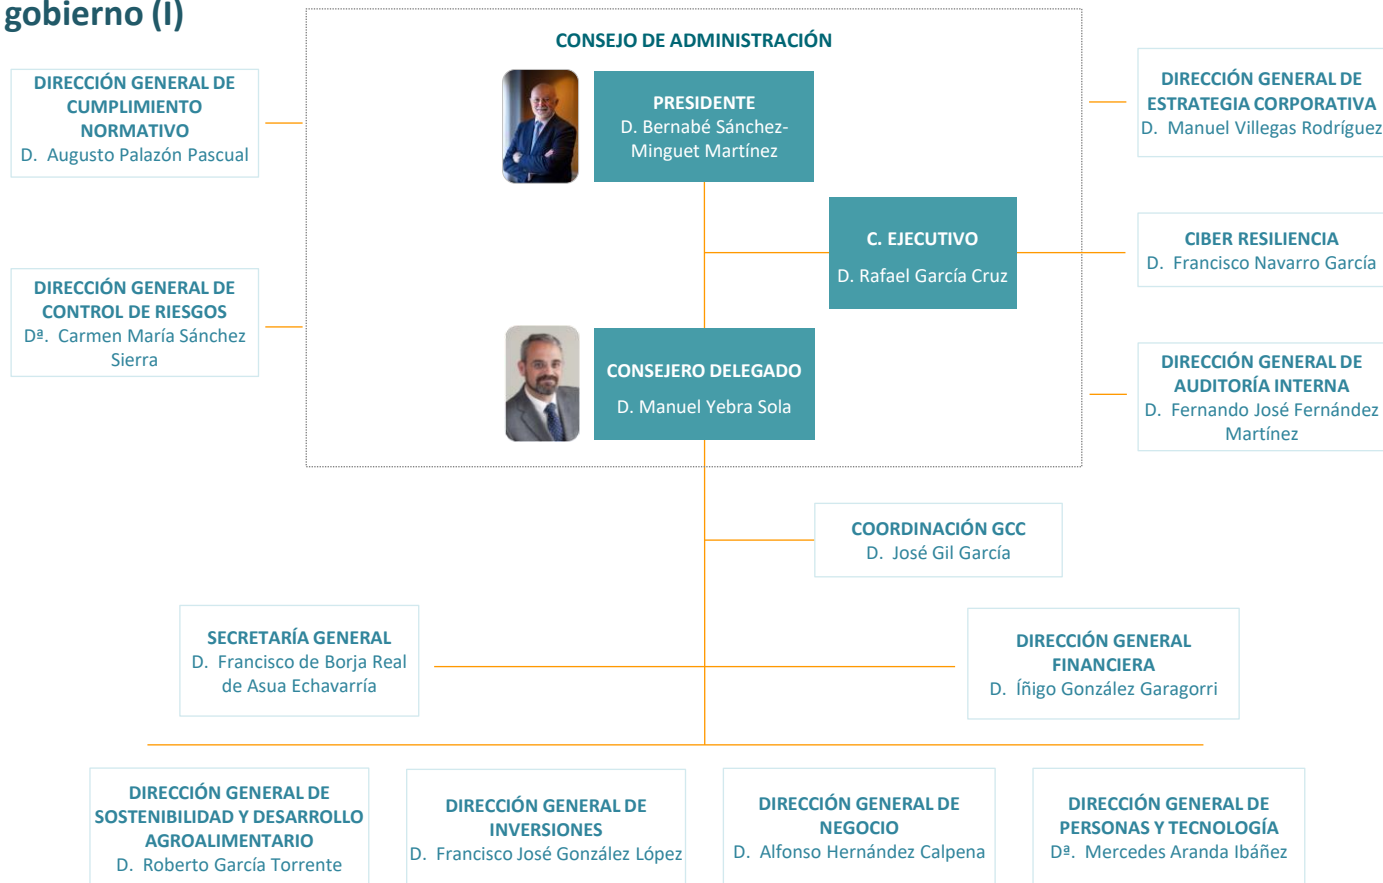 gobierno (I)
CONSEJO DE ADMINISTRACIÓN
DIRECCIÓN GENERAL DE
CUMPLIMIENTO
NORMATIVO
D. Augusto Palazón Pascual
PRESIDENTE
D. Bernabé Sánchez-
Minguet Martínez
DIRECCIÓN GENERAL DE
ESTRATEGIA CORPORATIVA
D. Manuel Villegas Rodríguez
C. EJECUTIVO
D. Rafael García Cruz
CIBER RESILIENCIA
D. Francisco Navarro García
DIRECCIÓN GENERAL DE
CONTROL DE RIESGOS
Dª. Carmen María Sánchez
Sierra
CONSEJERO DELEGADO
D. Manuel Yebra Sola
DIRECCIÓN GENERAL DE
AUDITORÍA INTERNA
D. Fernando José Fernández
Martínez
COORDINACIÓN GCC
D. José Gil García
SECRETARÍA GENERAL
D. Francisco de Borja Real
de Asua Echavarría
DIRECCIÓN GENERAL
FINANCIERA
D. Íñigo González Garagorri
DIRECCIÓN GENERAL DE
SOSTENIBILIDAD Y DESARROLLO
AGROALIMENTARIO
D. Roberto García Torrente
DIRECCIÓN GENERAL DE
INVERSIONES
D. Francisco José González López
DIRECCIÓN GENERAL DE
NEGOCIO
D. Alfonso Hernández Calpena
DIRECCIÓN GENERAL DE
PERSONAS Y TECNOLOGÍA
Dª. Mercedes Aranda Ibáñez